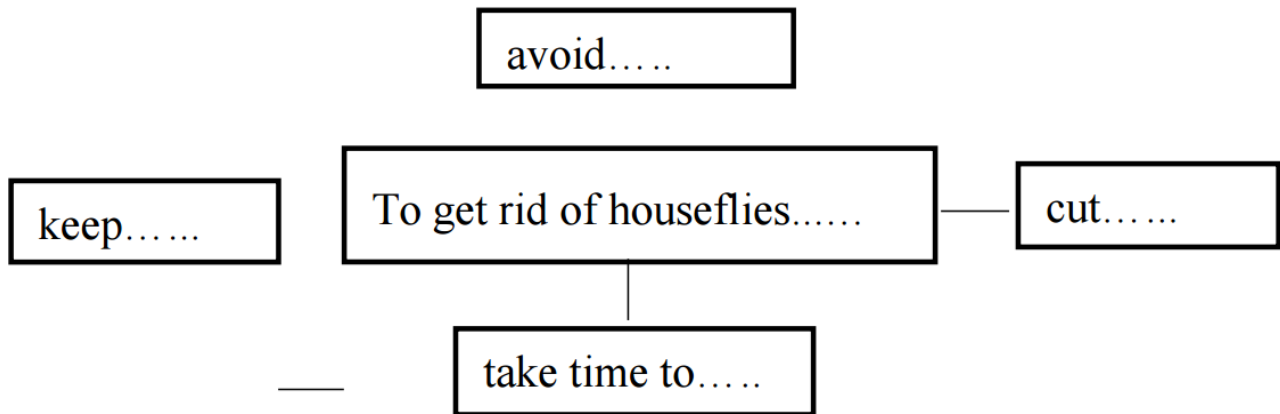 avoid.....
To get rid of houseflies......
keep......
cut......
take time to.....